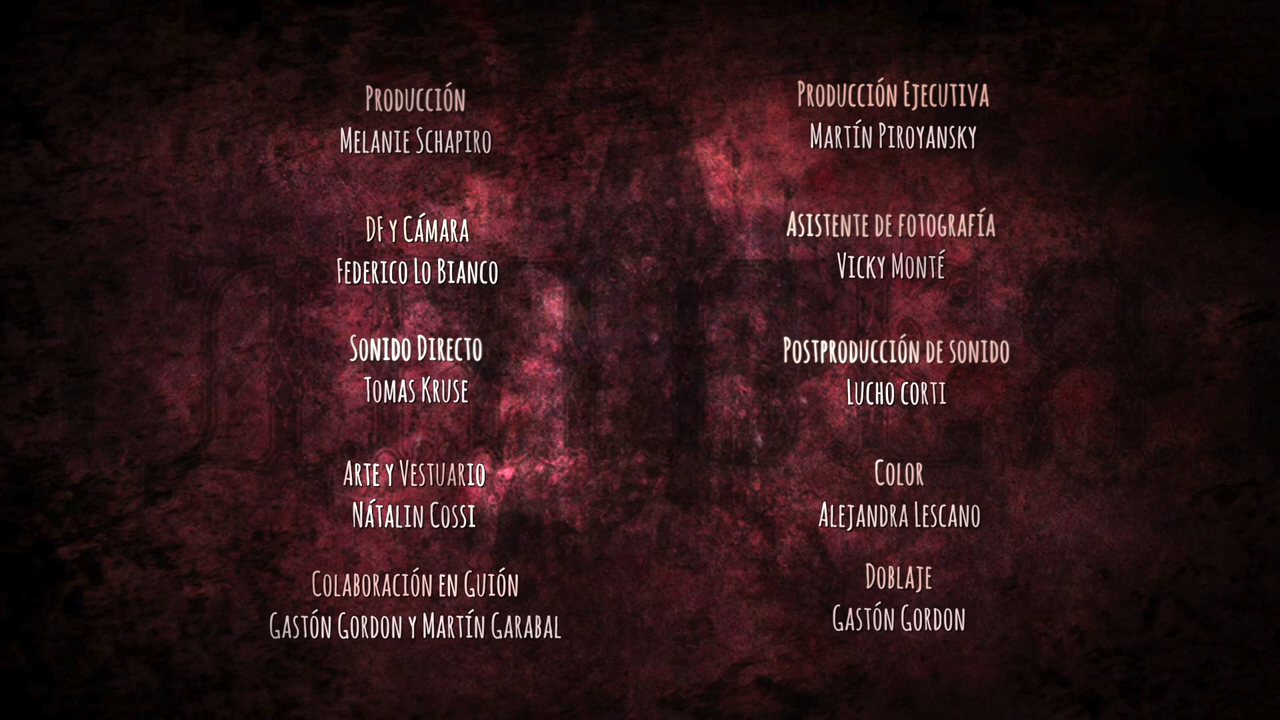 Producción
Melanie Schapiro
DF y Cámara
Federico Lo Bianco
Sonido Directo
Tomas Kruse
Arte y Vestuario
Nátalin Cossi
Colaboración en Guión
Gastón Gordon y Martín Garabal
Producción Ejecutiva
Martín Piroyansky
Asistente de fotografía
Vicky Monté
Postproducción de sonido
Lucho corti
Color
Alejandra Lescano
Doblaje
Gastón Gordon